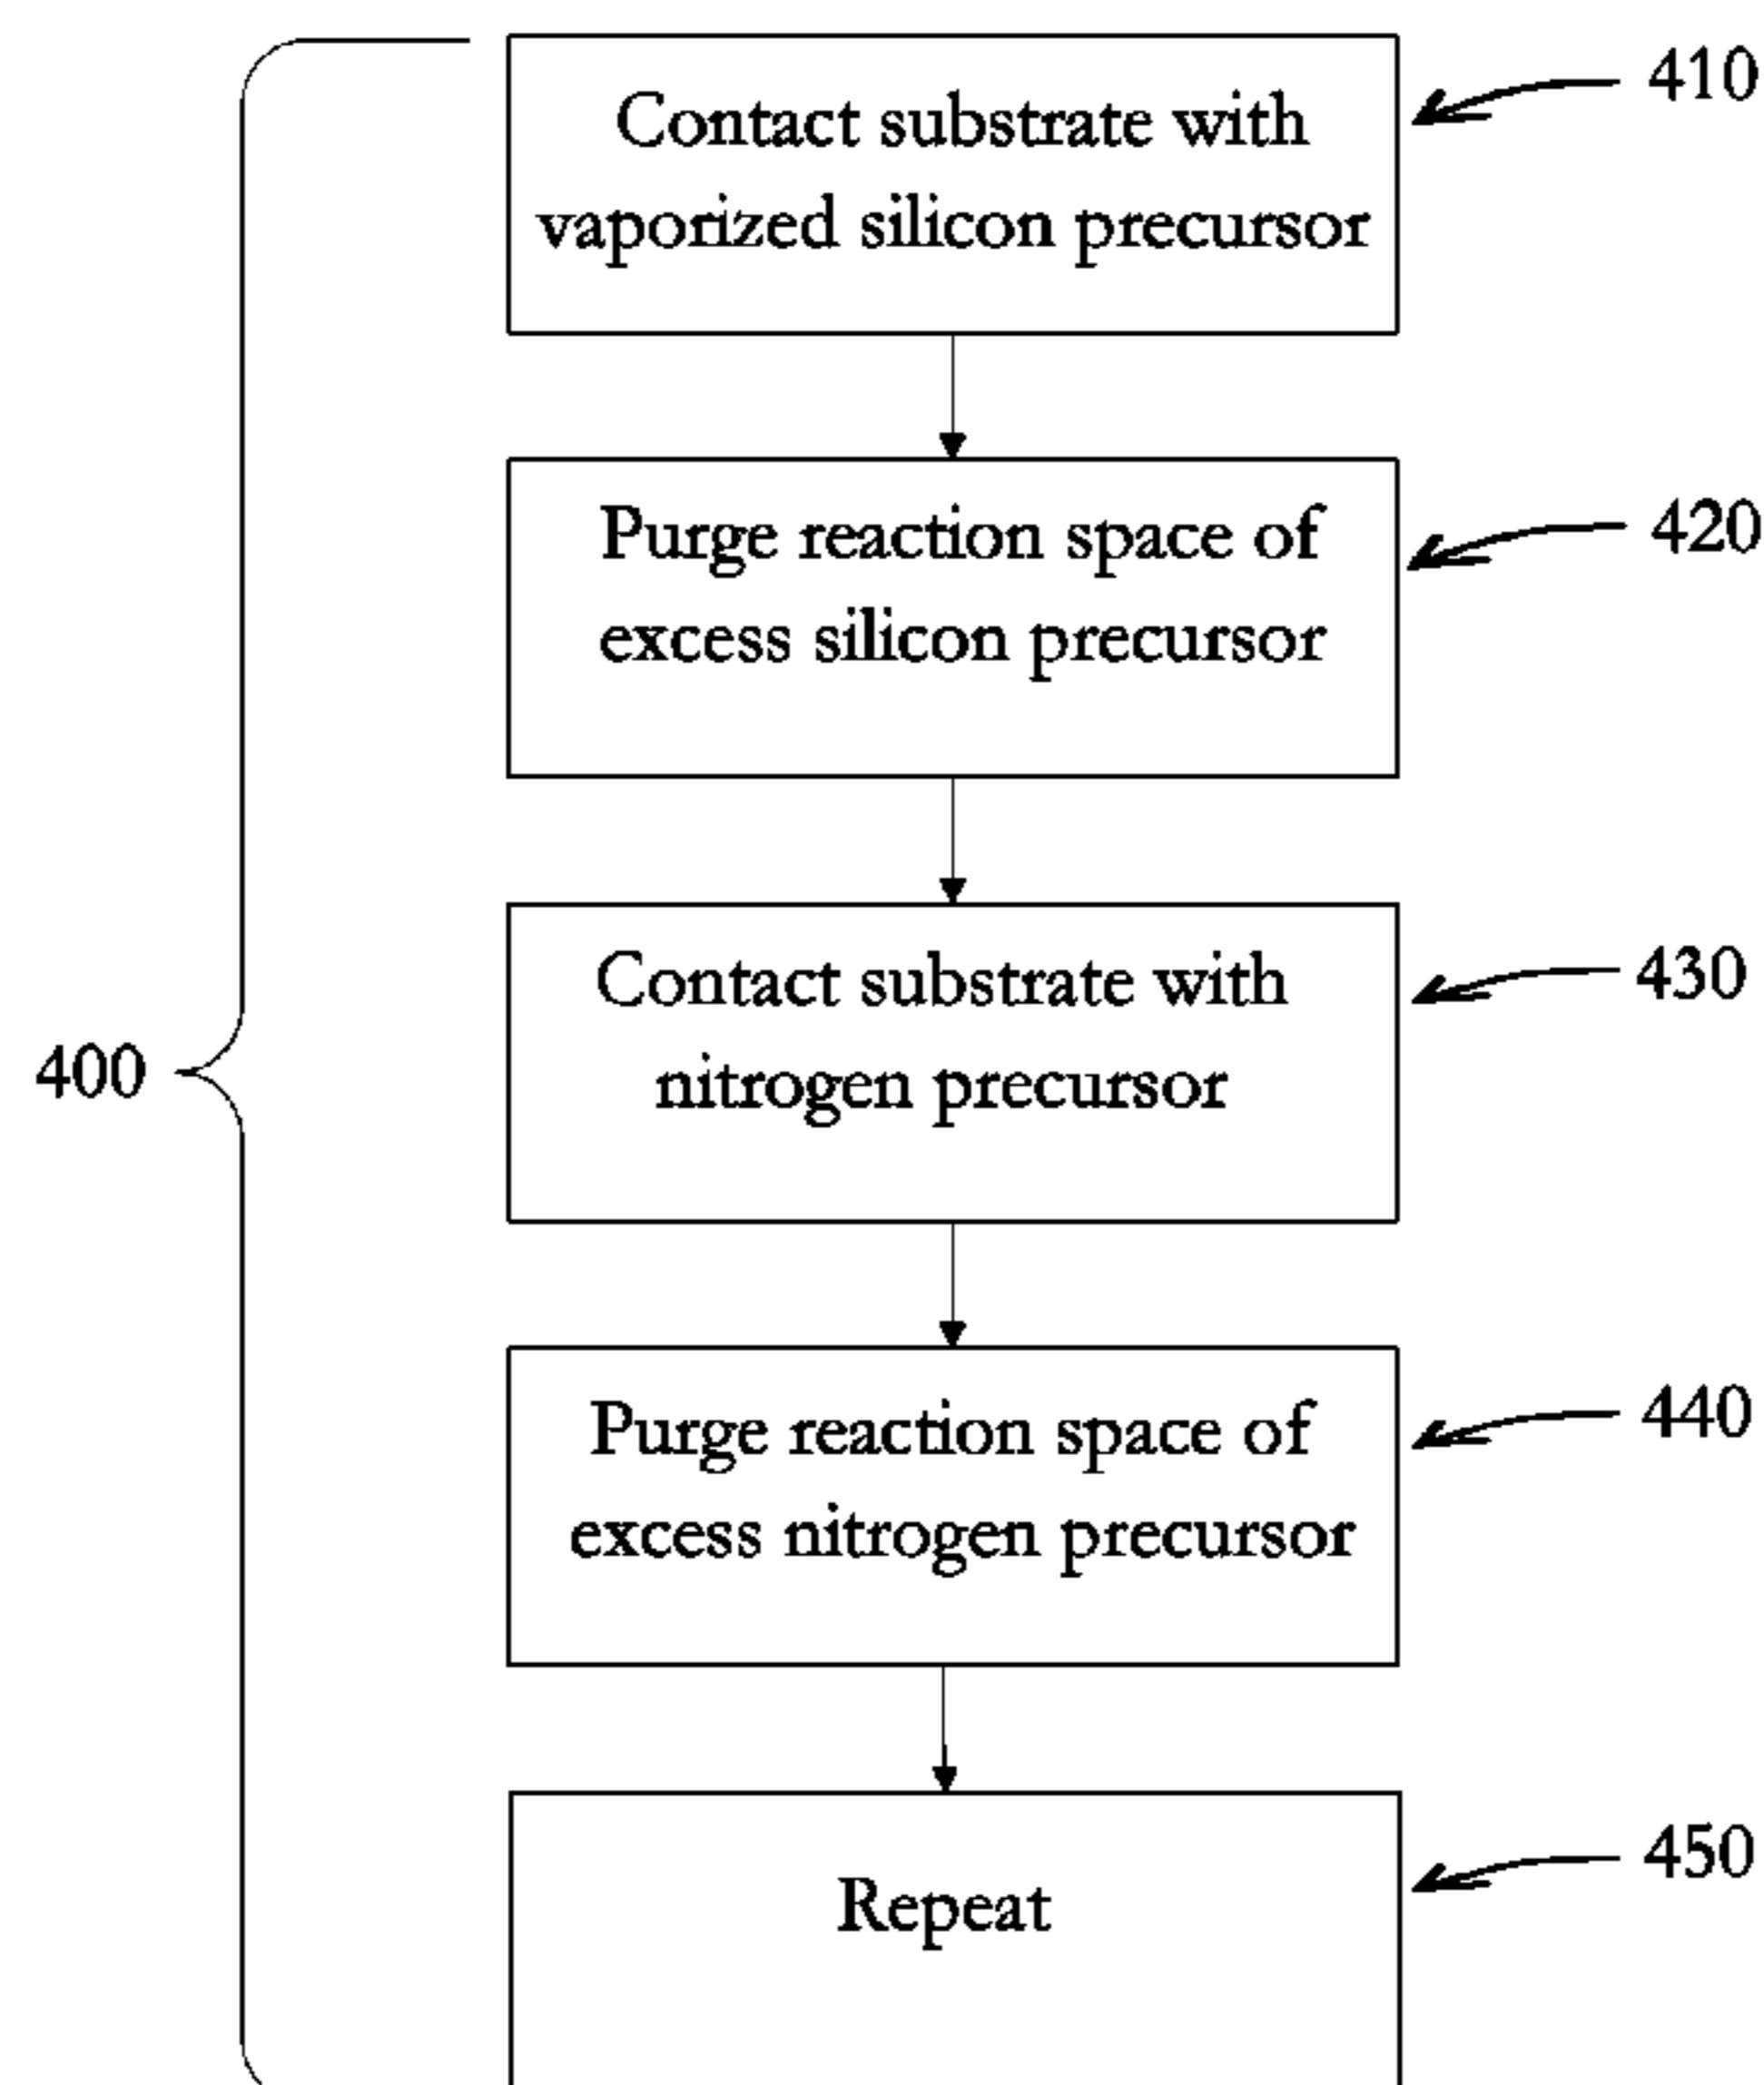 Contact substrate with
vaporized silicon precursor
410
Purge reaction space of
excess silicon precursor
420
Contact substrate with
nitrogen precursor
430
400
Purge reaction space of
excess nitrogen precursor
440
Repeat
450